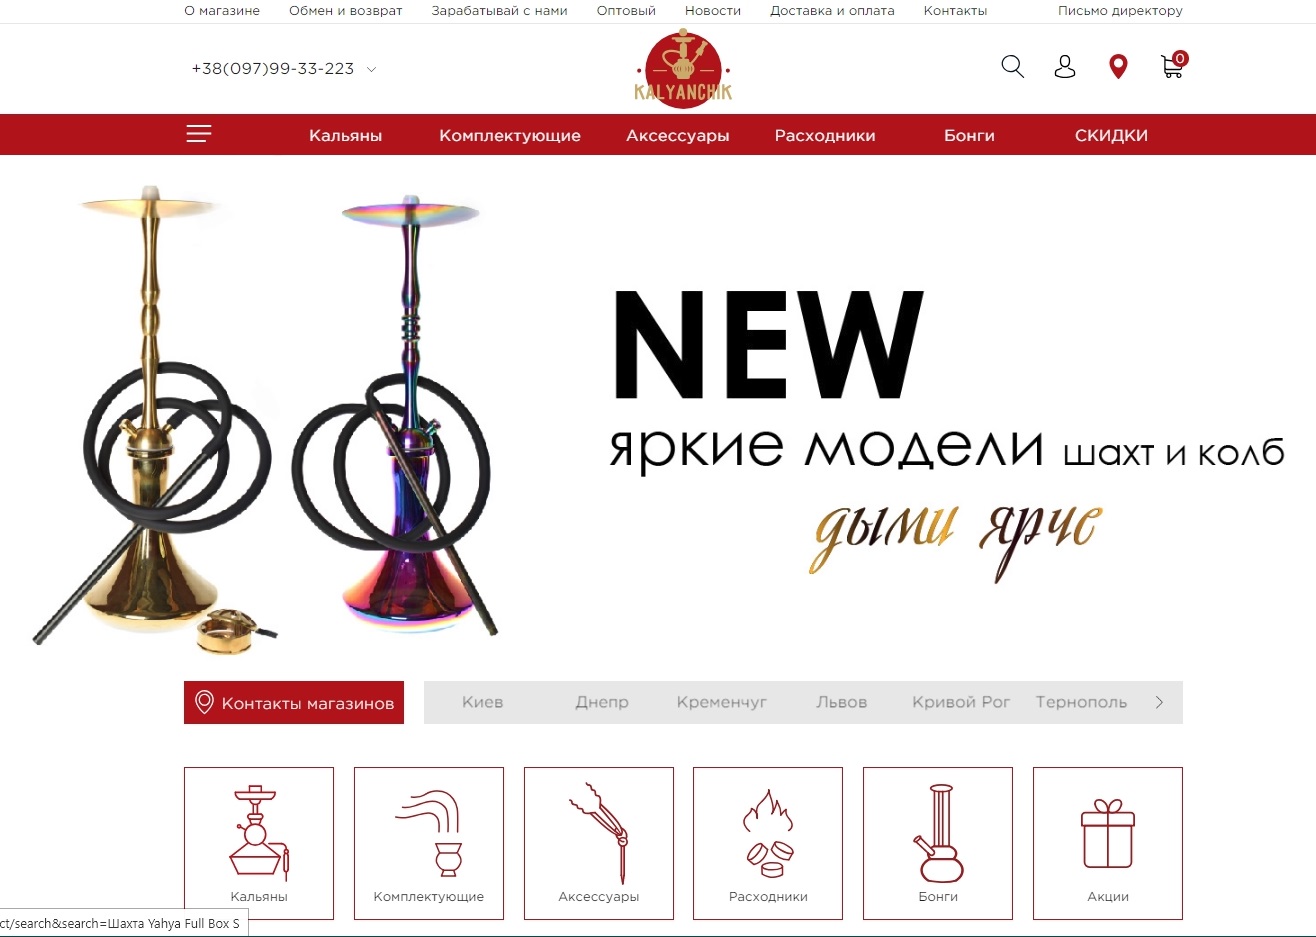 О магазине Обмен и возврат Зарабатывай с нами Оптовый Новости Доставка и оплата Контакты Письмо директору
+38(097)99-33-223
KALYANCHIK
0
Кальяны Комплектующие Аксессуары Расходники Бонги СКИДКИ
NEW
яркие модели шахт и колб
дыми ярче
Контакты магазинов Киев Днепр Кременчуг Львов Кривой Рог Тернополь
Кальяны Комплектующие Аксессуары Расходники Бонги Акции
ct/search&search=Шахта Yahya Full Box S